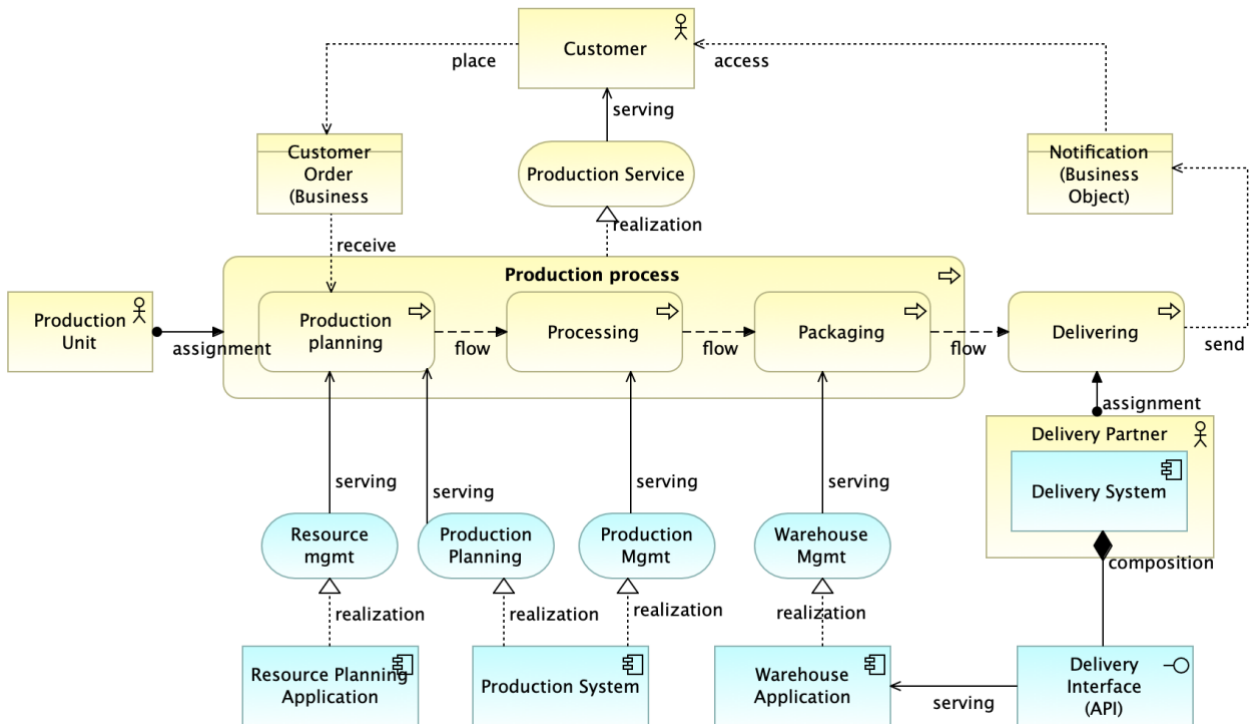 Customer
place
access
serving
Customer
Order
(Business
Production Service
Notification
(Business
Object)
realization
receive
Production process
Production
Unit
assignment
Production
planning
flow
Processing
flow
Packaging
flow
Delivering
send
assignment
Delivery Partner
Delivery System
serving
serving
serving
serving
Resource
mgmt
Production
Planning
Production
Mgmt
Warehouse
Mgmt
composition
realization
realization
realization
realization
Resource Planning
Application
Production System
Warehouse
Application
serving
Delivery
Interface
(API)